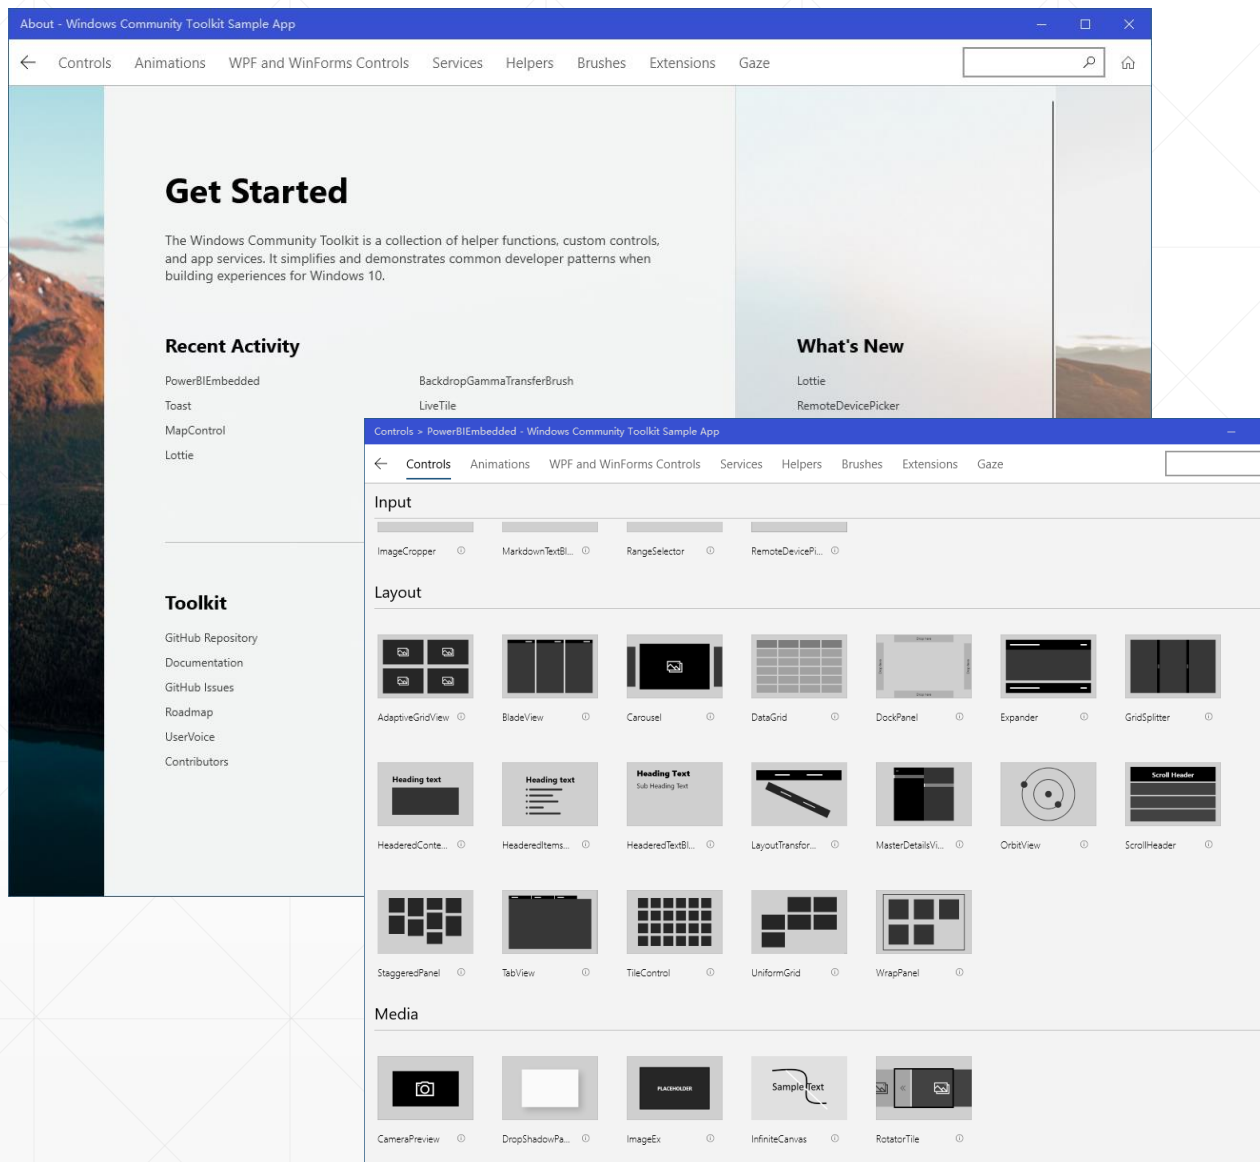 About - Windows Community Toolkit Sample App
Controls Animations WPF and WinForms Controls Services Helpers Brushes Extensions Gaze
Get Started
The Windows Community Toolkit is a collection of helper functions, custom controls,
and app services. It simplifies and demonstrates common developer patterns when
building experiences for Windows 10.
Recent Activity
PowerBIEmbedded BackdropGammaTransferBrush
Toast LiveTile
MapControl
Lottie
What's New
Lottie
RemoteDevicePicker
Toolkit
GitHub Repository
Documentation
GitHub Issues
Roadmap
UserVoice
Contributors
Controls > PowerBIEmbedded - Windows Community Toolkit Sample App
Controls Animations WPF and WinForms Controls Services Helpers Brushes Extensions Gaze
Input
ImageCropper MarkdownTextBl... RangeSelector RemoteDevicePi...
Layout
AdaptiveGridView BladeView Carousel DataGrid DockPanel Expander GridSplitter
Heading text
Heading text
Heading Text
Sub Heading Text
Scroll Header
HeaderedConte... HeaderedItems... HeaderedTextBl... LayoutTransfor... MasterDetailsVi... OrbitView ScrollHeader
StaggeredPanel TabView TileControl UniformGrid WrapPanel
Media
PLACEHOLDER
Sample Text
CameraPreview DropShadowPa... ImageEx InfiniteCanvas RotatorTile